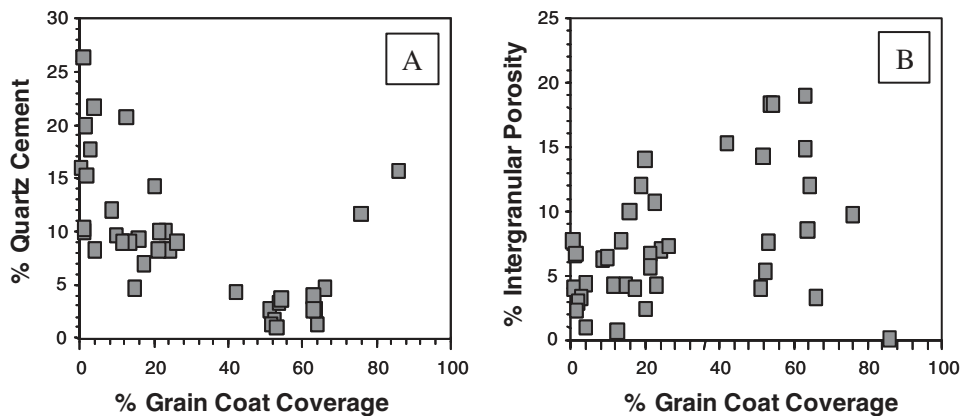 30
25
20
15
10
5
0
% Quartz Cement
A
0 20 40 60 80 100
% Grain Coat Coverage
25
20
15
10
5
0
% Intergranular Porosity
B
0 20 40 60 80 100
% Grain Coat Coverage